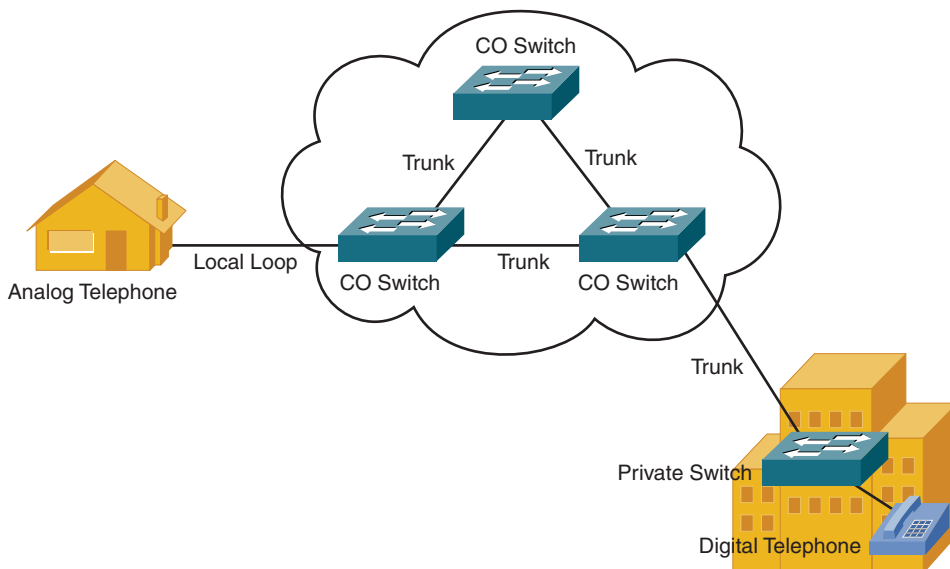 CO Switch
Trunk
Trunk
Local Loop
Trunk
CO Switch
CO Switch
Analog Telephone
Trunk
Private Switch
Digital Telephone